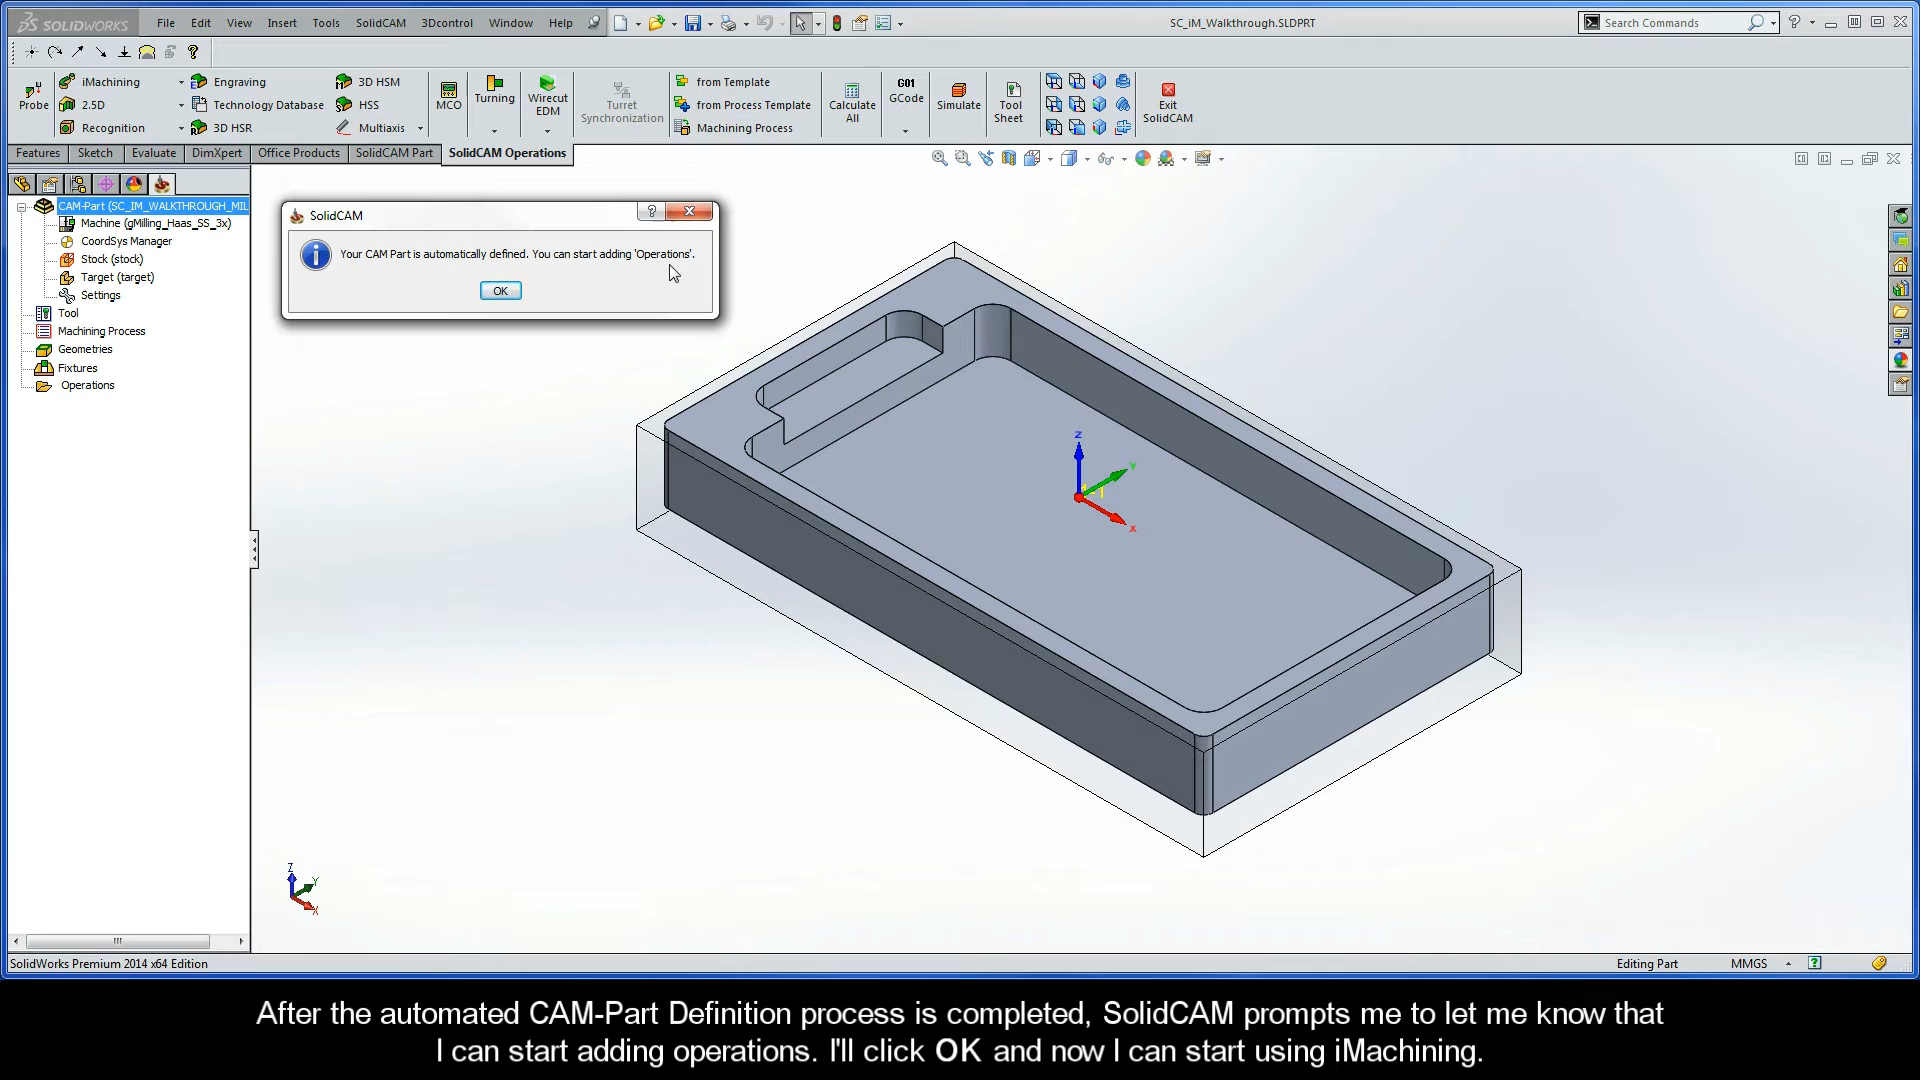 SOLIDWORKS File Edit View Insert Tools SolidCAM 3Dcontrol Window Help SC_iM_Walkthrough.SLDPRT Search Commands
Probe iMachining 2.5D Recognition
Engraving Technology Database 3D HSR
3D HSM HSS Multiaxis
MCO Turning Wirecut EDM Turret Synchronization
from Template from Process Template Machining Process
Calculate All G01 GCode Simulate Tool Sheet Exit SolidCAM
Features Sketch Evaluate DimXpert Office Products SolidCAM Part SolidCAM Operations
CAM-Part (SC_IM_WALKTHROUGH_MIL
Machine (gMilling_Haas_SS_3x)
CoordSys Manager
Stock (stock)
Target (target)
Settings
Tool
Machining Process
Geometries
Fixtures
Operations
SolidCAM
Your CAM Part is automatically defined. You can start adding 'Operations'.
OK
Z
Y
X
Z
Y
X
SolidWorks Premium 2014 x64 Edition Editing Part MMGS
After the automated CAM-Part Definition process is completed, SolidCAM prompts me to let me know that
I can start adding operations. I'll click OK and now I can start using iMachining.